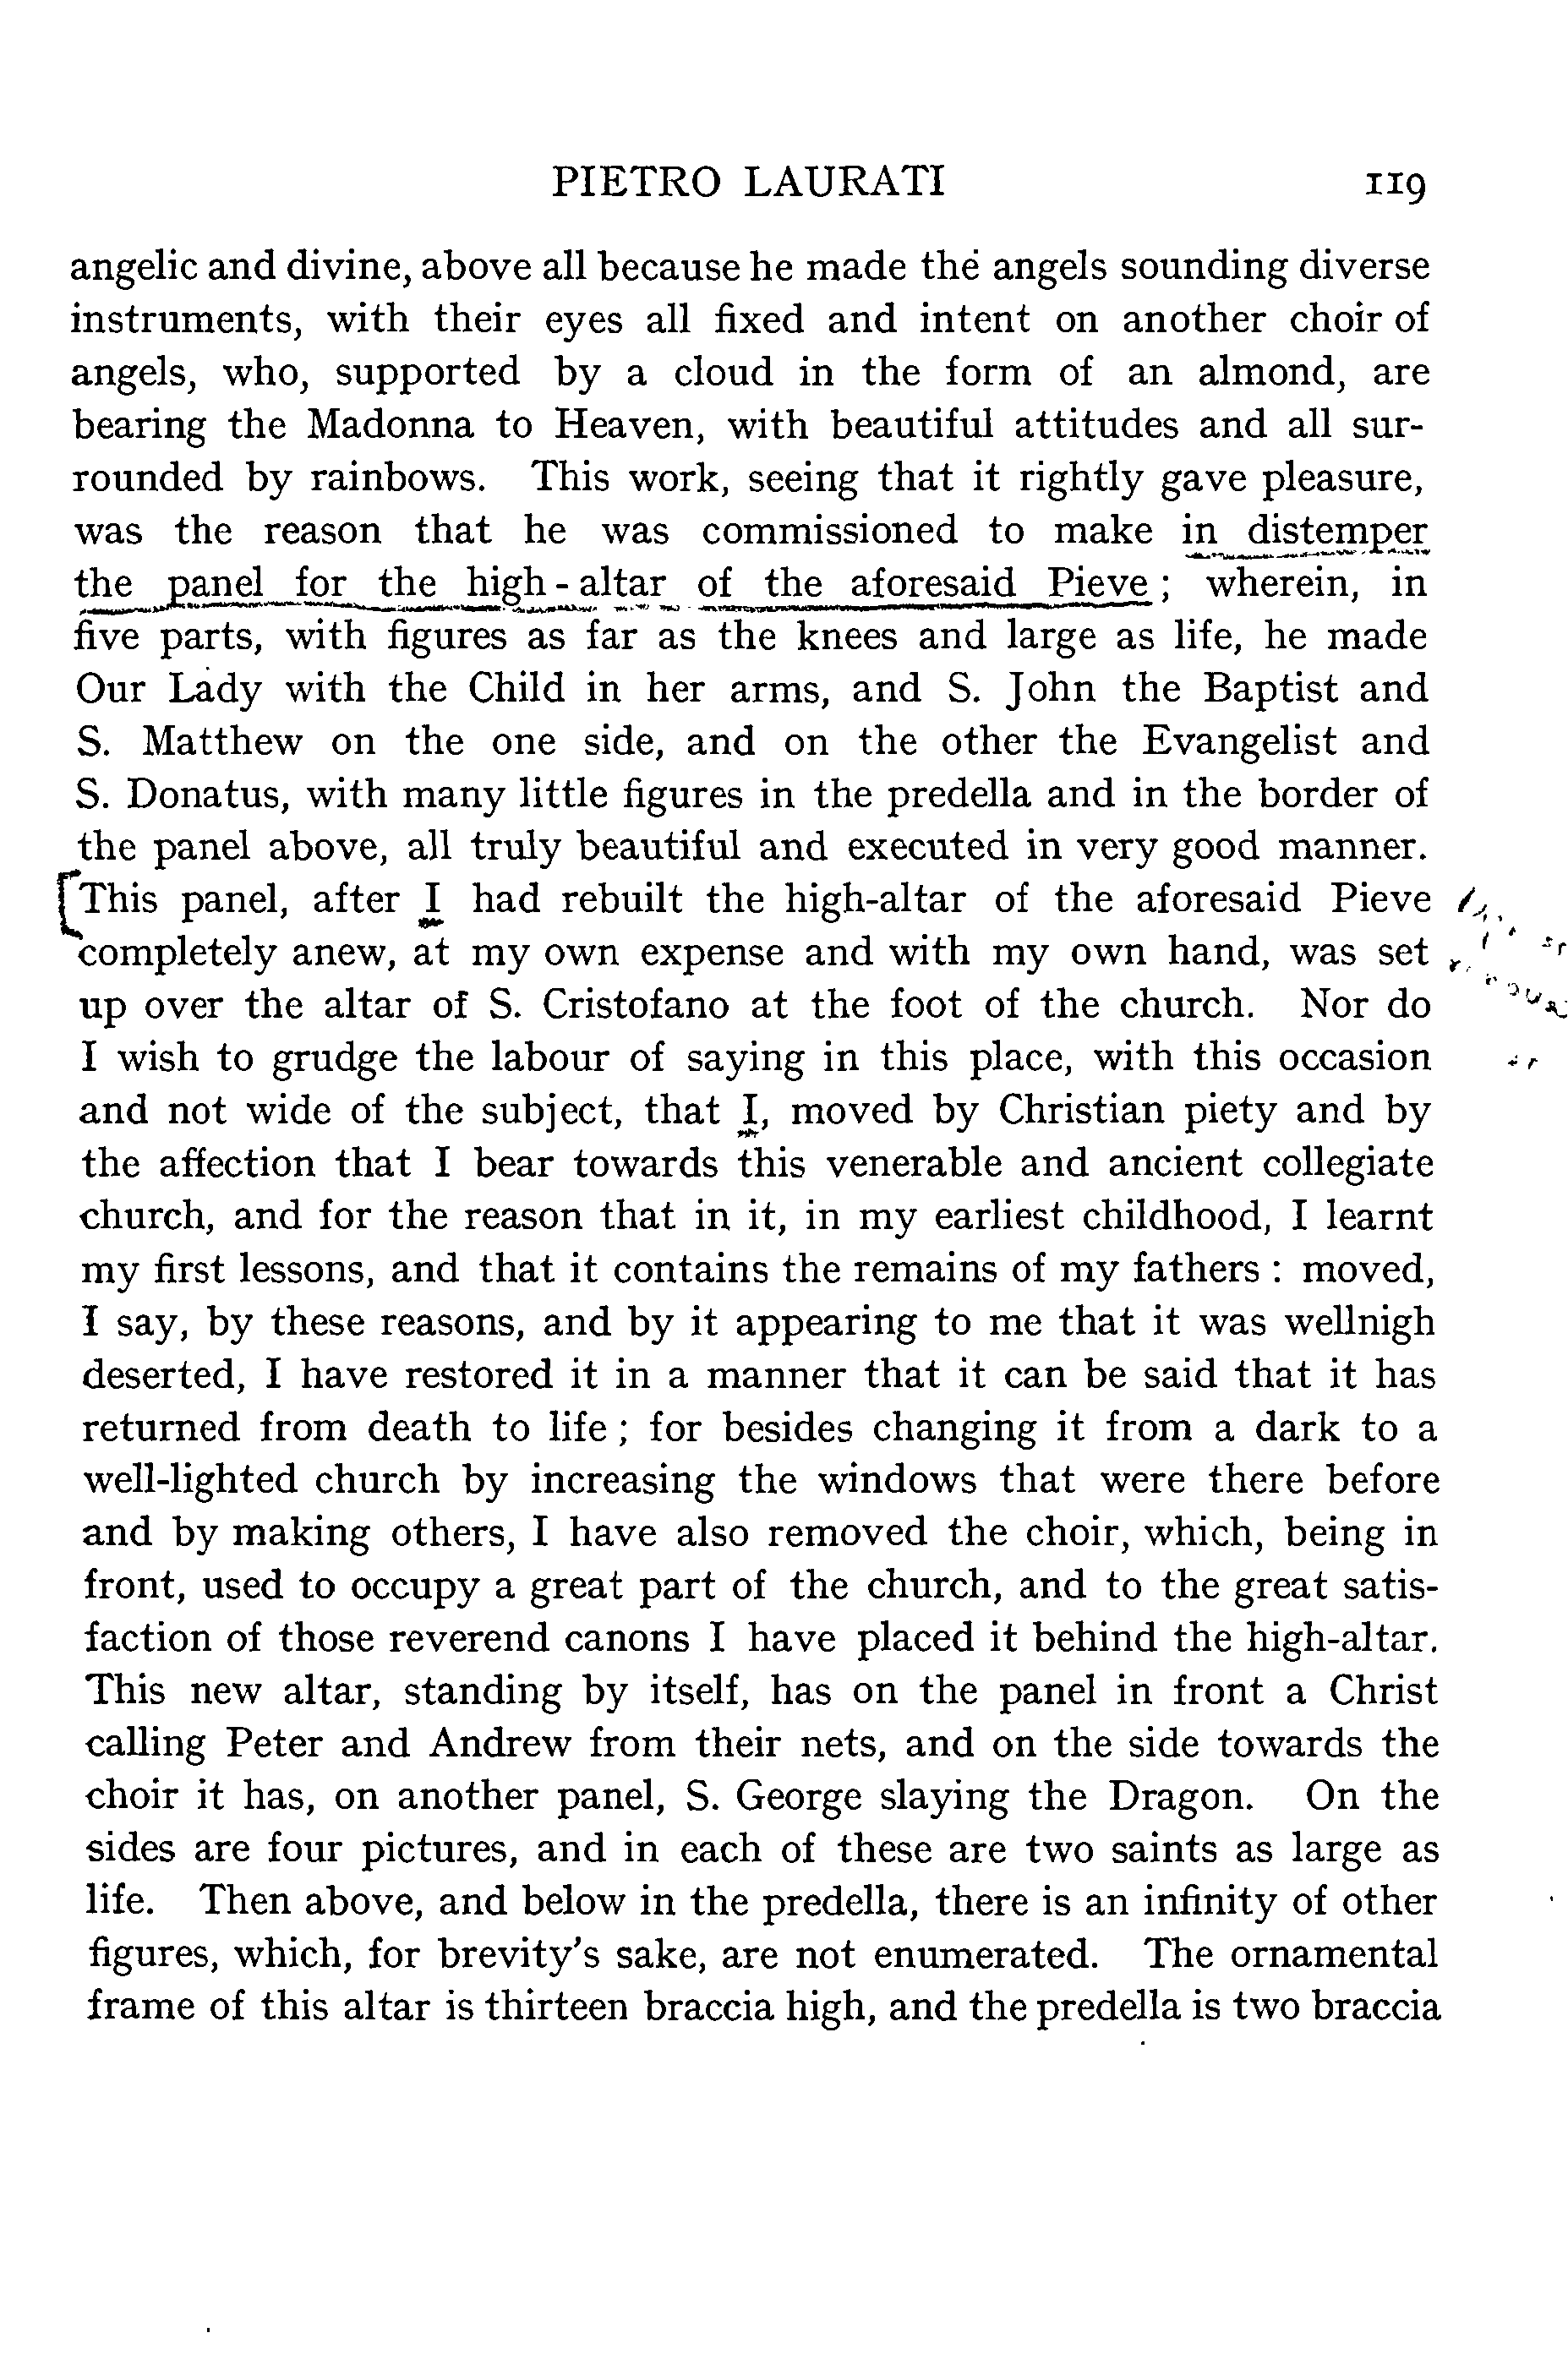 PIETRO LAURATI 119
angelic and divine, above all because he made the angels sounding diverse
instruments, with their eyes all fixed and intent on another choir of
angels, who, supported by a cloud in the form of an almond, are
bearing the Madonna to Heaven, with beautiful attitudes and all sur-
rounded by rainbows. This work, seeing that it rightly gave pleasure,
was the reason that he was commissioned to make in distemper
the panel for the high-altar of the aforesaid Pieve; wherein, in
five parts, with figures as far as the knees and large as life, he made
Our Lady with the Child in her arms, and S. John the Baptist and
S. Matthew on the one side, and on the other the Evangelist and
S. Donatus, with many little figures in the predella and in the border of
the panel above, all truly beautiful and executed in very good manner.
[This panel, after I had rebuilt the high-altar of the aforesaid Pieve
completely anew, at my own expense and with my own hand, was set
up over the altar of S. Cristofano at the foot of the church. Nor do
I wish to grudge the labour of saying in this place, with this occasion
and not wide of the subject, that I, moved by Christian piety and by
the affection that I bear towards this venerable and ancient collegiate
church, and for the reason that in it, in my earliest childhood, I learnt
my first lessons, and that it contains the remains of my fathers : moved,
I say, by these reasons, and by it appearing to me that it was wellnigh
deserted, I have restored it in a manner that it can be said that it has
returned from death to life; for besides changing it from a dark to a
well-lighted church by increasing the windows that were there before
and by making others, I have also removed the choir, which, being in
front, used to occupy a great part of the church, and to the great satis-
faction of those reverend canons I have placed it behind the high-altar.
This new altar, standing by itself, has on the panel in front a Christ
calling Peter and Andrew from their nets, and on the side towards the
choir it has, on another panel, S. George slaying the Dragon. On the
sides are four pictures, and in each of these are two saints as large as
life. Then above, and below in the predella, there is an infinity of other
figures, which, for brevity's sake, are not enumerated. The ornamental
frame of this altar is thirteen braccia high, and the predella is two braccia